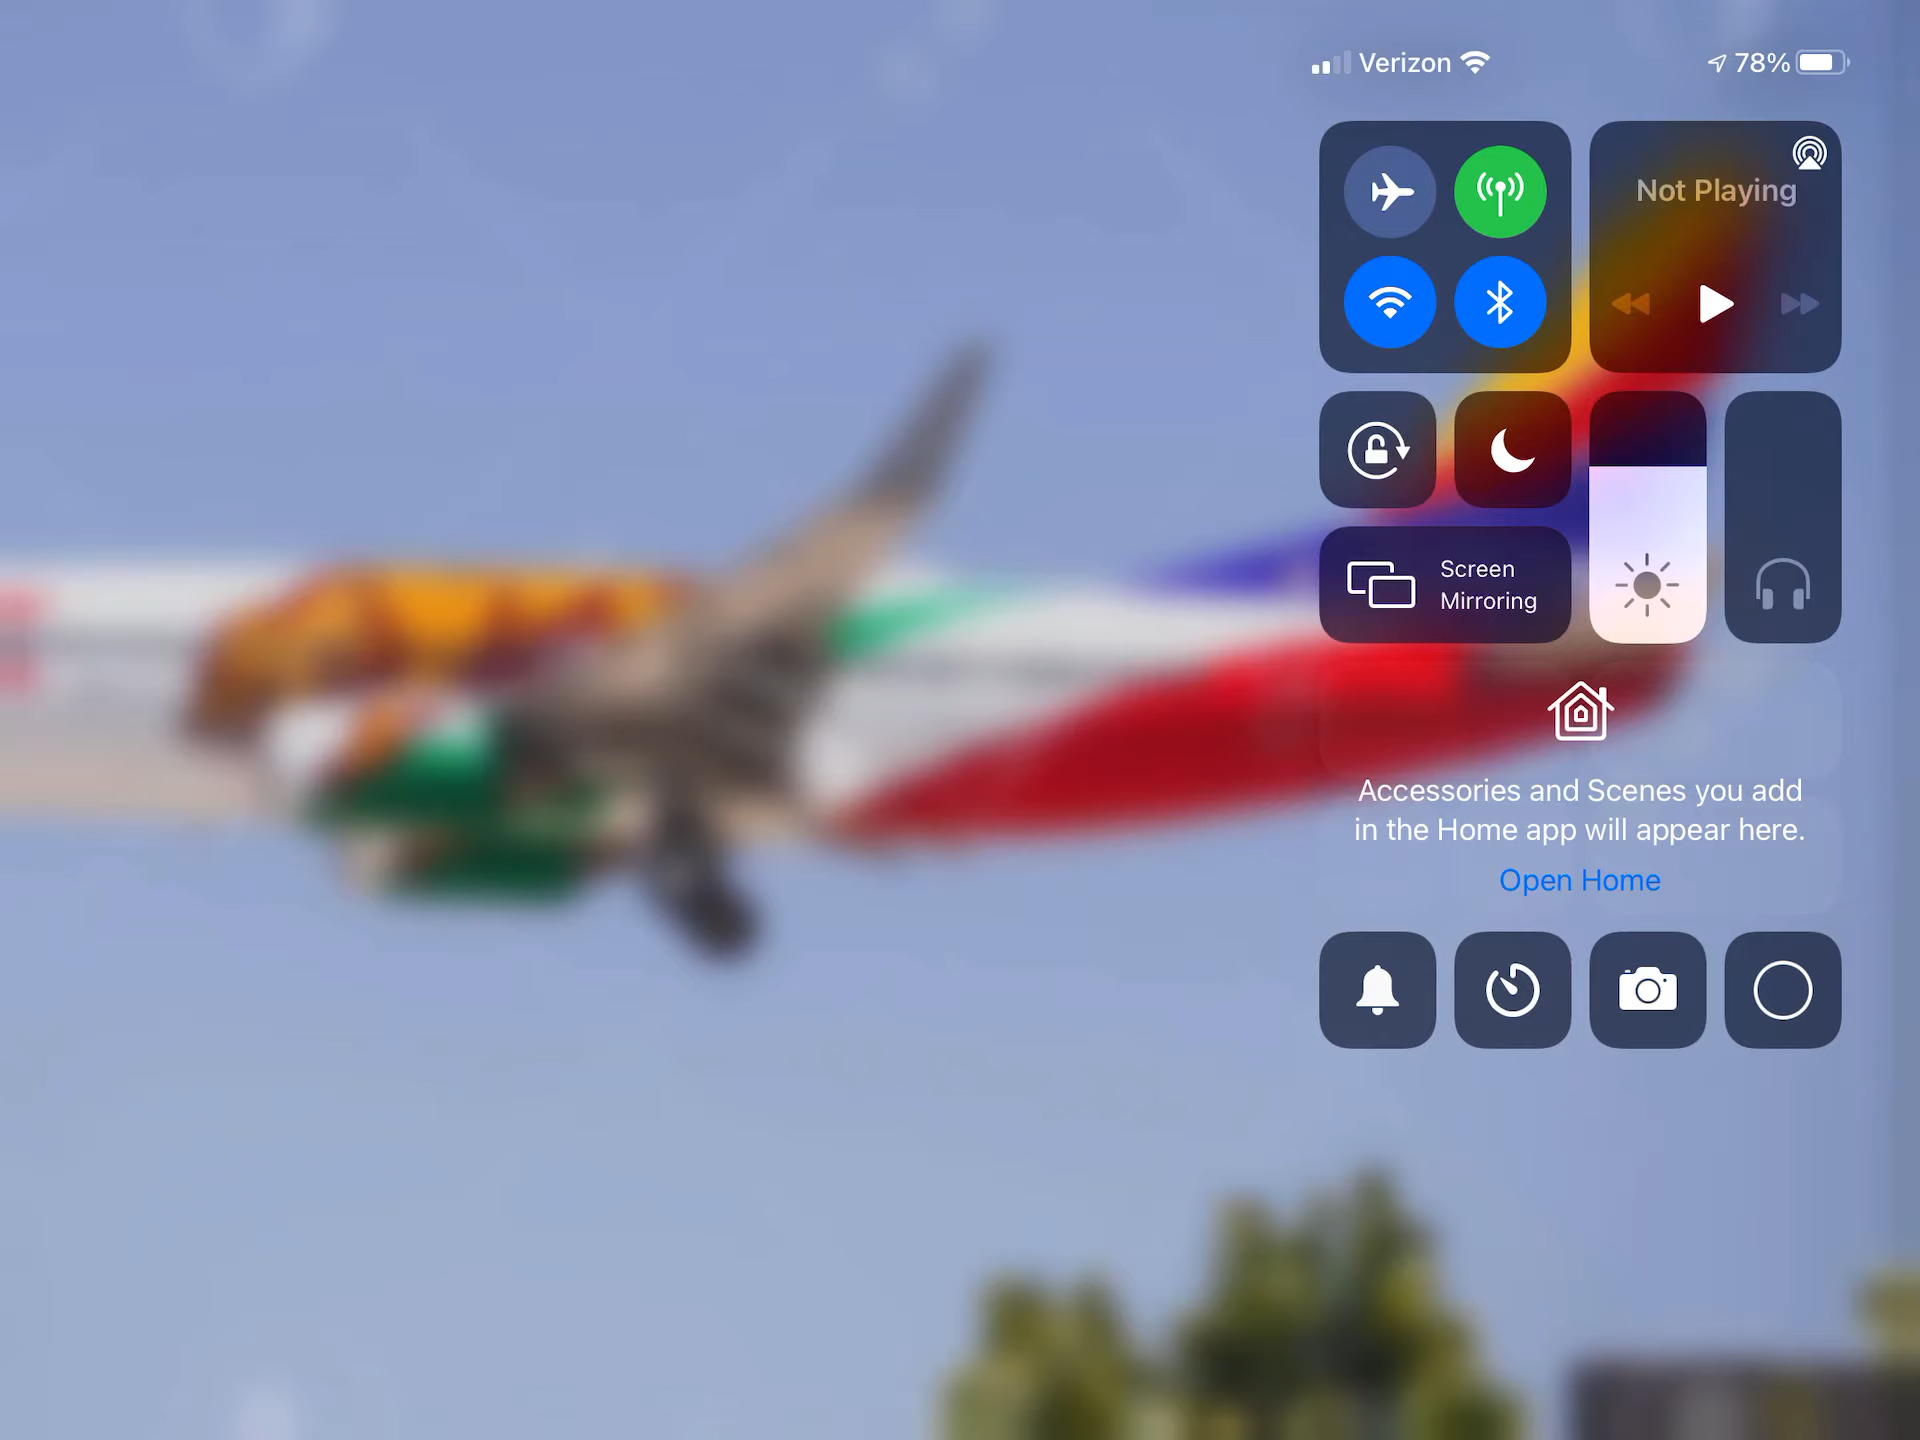 Verizon
78%
Not Playing
Screen
Mirroring
Accessories and Scenes you add
in the Home app will appear here.
Open Home